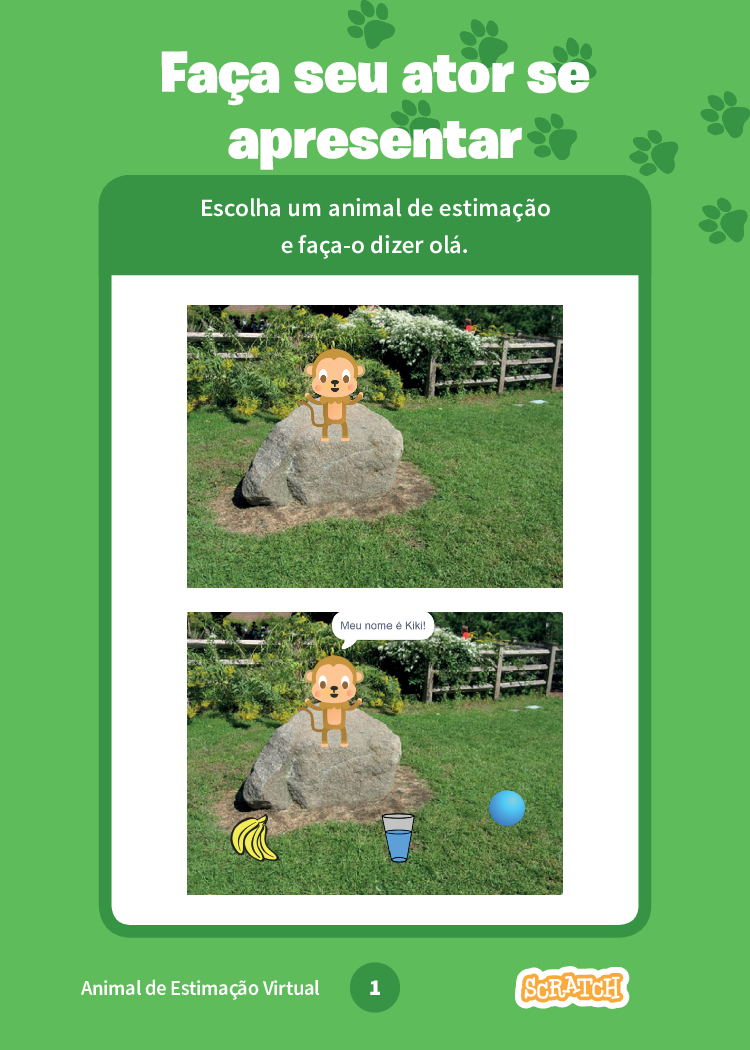 Faça seu ator se
apresentar
Escolha um animal de estimação
e faça-o dizer olá.
Meu nome é Kiki!
Animal de Estimação Virtual
1
SCRATCH